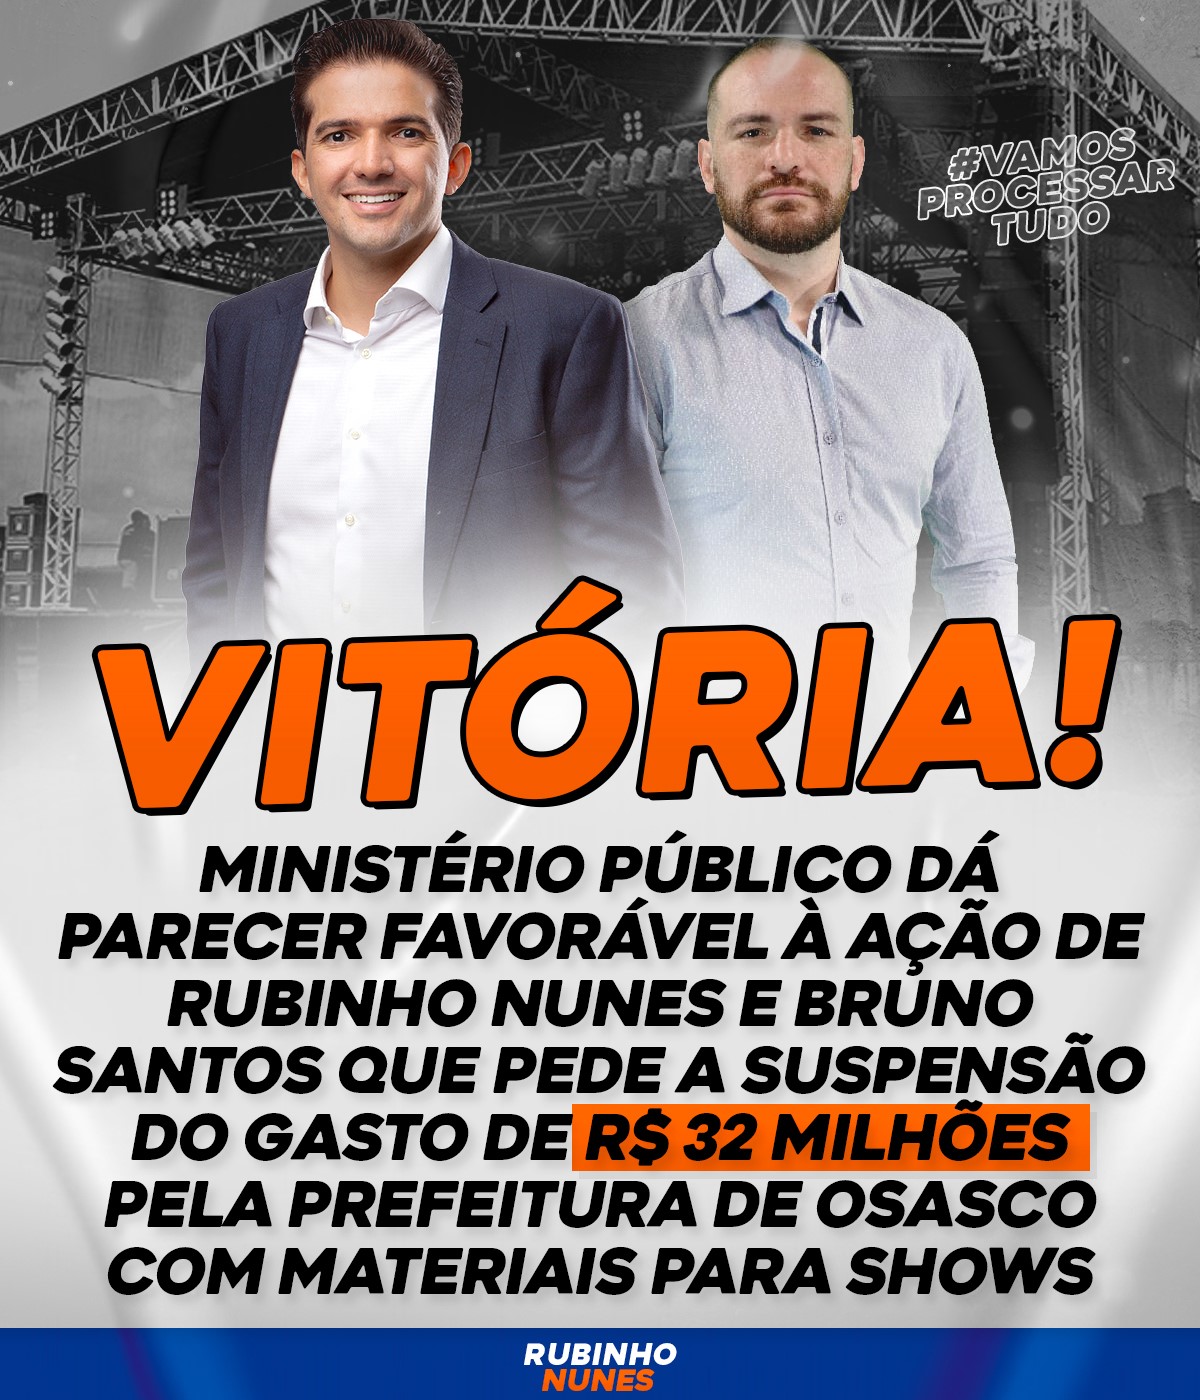 #VAMOS
PROCESSAR
TUDO
VITÓRIA!
MINISTÉRIO PÚBLICO DÁ
PARECER FAVORÁVEL À AÇÃO DE
RUBINHO NUNES E BRUNO
SANTOS QUE PEDE A SUSPENSÃO
DO GASTO DE R$ 32 MILHÕES
PELA PREFEITURA DE OSASCO
COM MATERIAIS PARA SHOWS
RUBINHO
NUNES